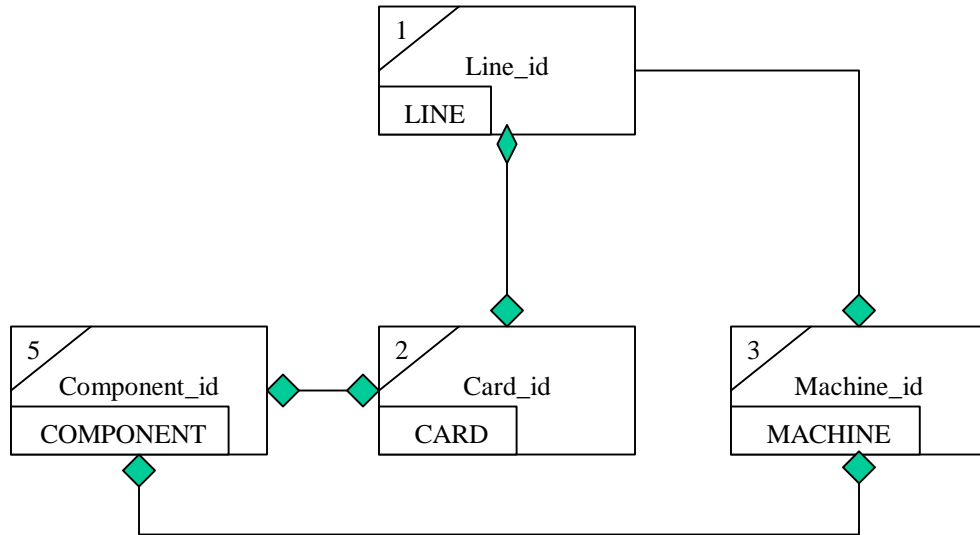 1
Line_id
LINE
5
Component_id
COMPONENT
2
Card_id
CARD
3
Machine_id
MACHINE